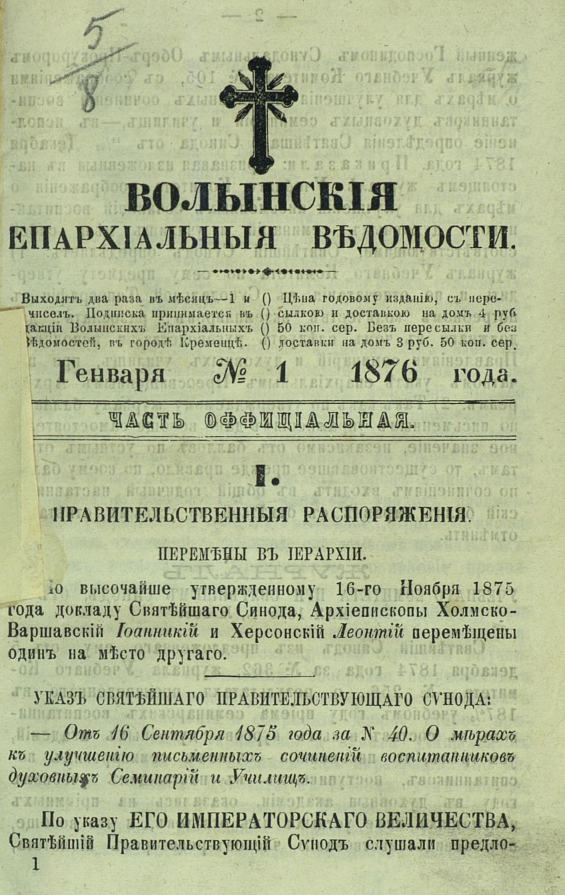 5
8
ВОЛЫНСКІЯ
ЕПАРХІАЛЬНЫЯ ВѢДОМОСТИ.
Выходятъ два раза въ мѣсяцъ—1 и () Цѣна годовому изданію, съ пере-
чиселъ. Подписка принимается въ () сылкою и доставкою на домъ 4 руб
дакціи Волынскихъ Епархіальныхъ () 50 коп. сер. Безъ пересылки и без
Вѣдомостей, въ городѣ Кременцѣ. () доставки на домъ 3 руб. 50 коп. сер.
Генваря № 1 1876 года.
ЧАСТЬ ОФФИЦІАЛЬНАЯ.
I.
ПРАВИТЕЛЬСТВЕННЫЯ РАСПОРЯЖЕНІЯ.
ПЕРЕМѢНЫ ВЪ ІЕРАРХІИ.
По высочайше утвержденному 16-го Ноября 1875
года докладу Святѣйшаго Синода, Архіепископы Холмско-
Варшавскій Іоанникій и Херсонскій Леонтій перемѣщены
одинъ на мѣсто другаго.
УКАЗЪ СВЯТѢЙШАГО ПРАВИТЕЛЬСТВУЮЩАГО СѴНОДА:
— Отъ 16 Сентября 1875 года за N 40. О мѣрахъ
къ улучшенію письменныхъ сочиненій воспитанниковъ
духовныхъ Семинарій и Училищъ.
По указу ЕГО ИМПЕРАТОРСКАГО ВЕЛИЧЕСТВА,
Святѣйшій Правительствующій Сѵнодъ слушали предло-
1